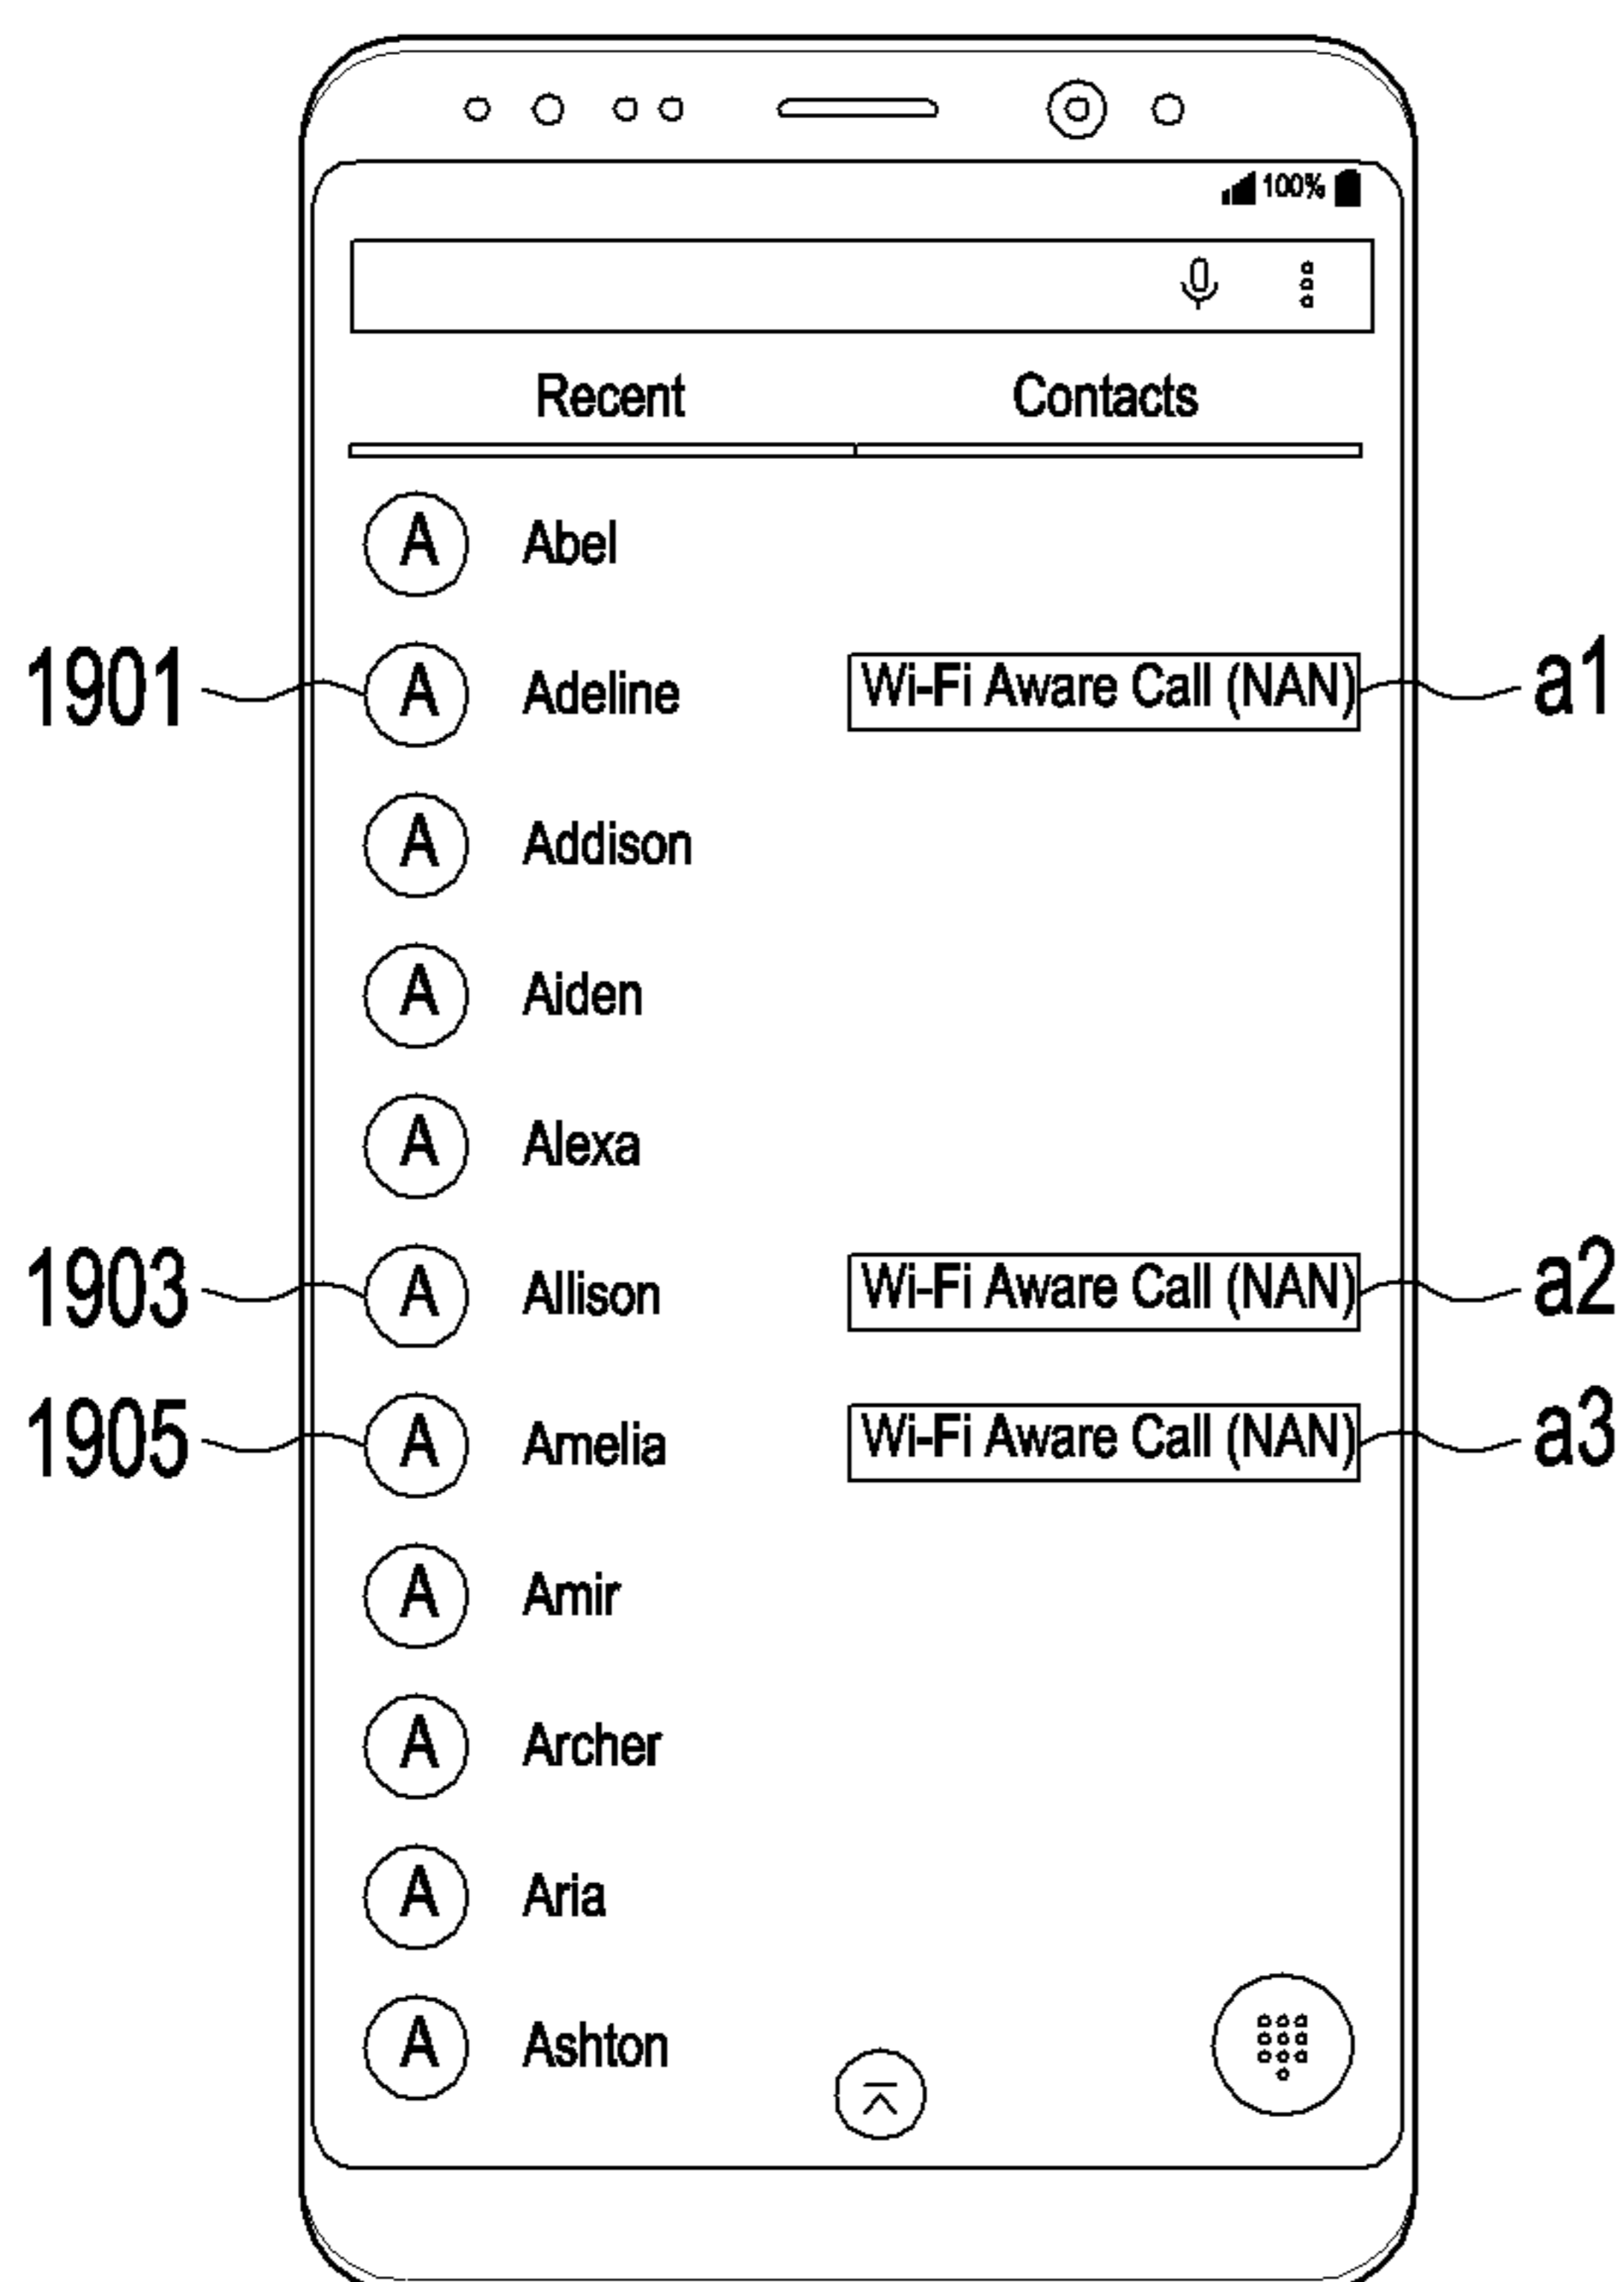 100%
Recent Contacts
A Abel
1901 A Adeline Wi-Fi Aware Call (NAN) a1
A Addison
A Aiden
A Alexa
1903 A Allison Wi-Fi Aware Call (NAN) a2
1905 A Amelia Wi-Fi Aware Call (NAN) a3
A Amir
A Archer
A Aria
A Ashton